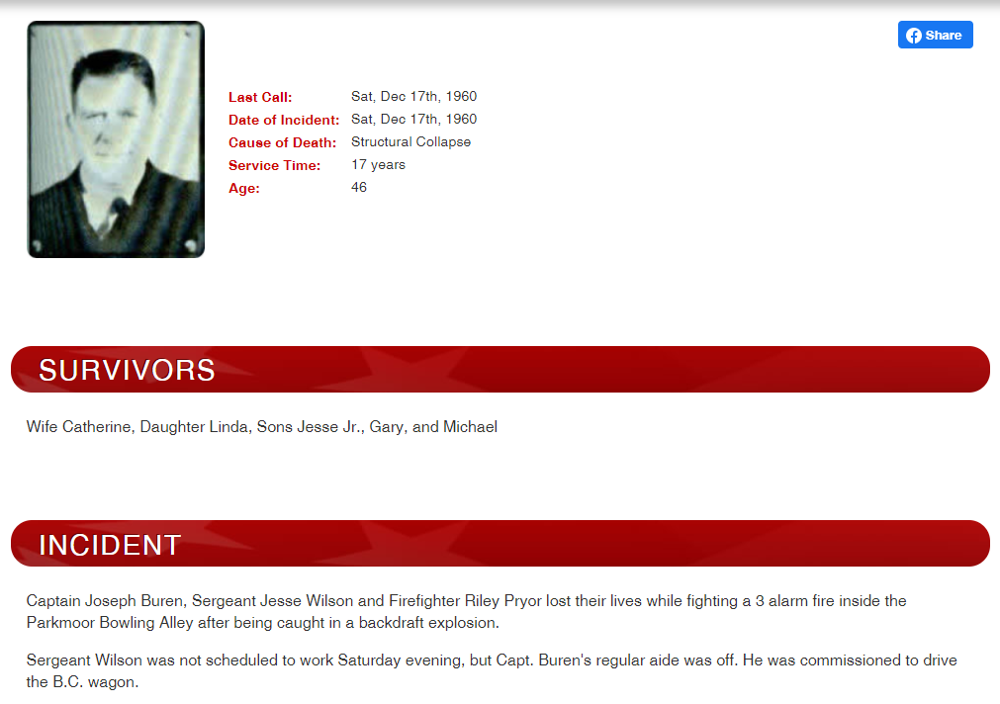 Share
Last Call: Sat, Dec 17th, 1960
Date of Incident: Sat, Dec 17th, 1960
Cause of Death: Structural Collapse
Service Time: 17 years
Age: 46
SURVIVORS
Wife Catherine, Daughter Linda, Sons Jesse Jr., Gary, and Michael
INCIDENT
Captain Joseph Buren, Sergeant Jesse Wilson and Firefighter Riley Pryor lost their lives while fighting a 3 alarm fire inside the
Parkmoor Bowling Alley after being caught in a backdraft explosion.
Sergeant Wilson was not scheduled to work Saturday evening, but Capt. Buren's regular aide was off. He was commissioned to drive
the B.C. wagon.